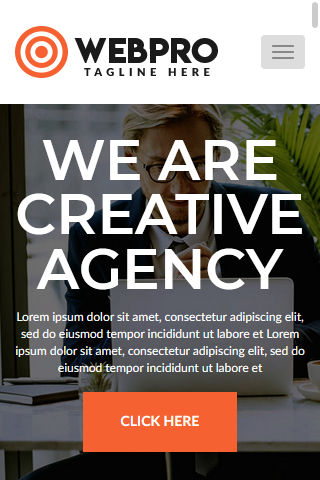 WEBPRO
TAGLINE HERE
WE ARE
CREATIVE
AGENCY
Lorem ipsum dolor sit amet, consectetur adipiscing elit,
sed do eiusmod tempor incididunt ut labore et Lorem
ipsum dolor sit amet, consectetur adipiscing elit, sed do
eiusmod tempor incididunt ut labore et
CLICK HERE